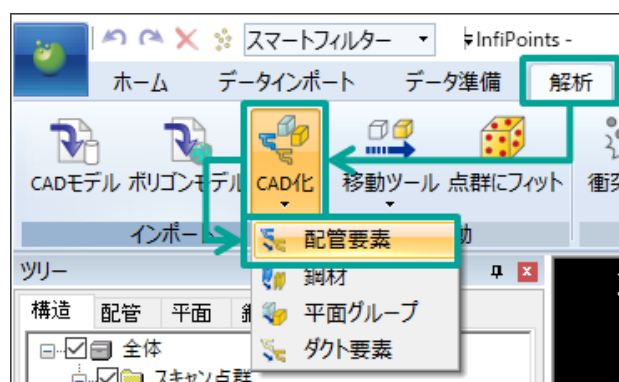 スマートフィルター InfiPoints -
ホーム データインポート データ準備 解析
CADモデル ポリゴンモデル CAD化 移動ツール 点群にフィット
インポート
配管要素
鋼材
平面グループ
ダクト要素
ツリー
構造 配管 平面
全体
スキャン点群